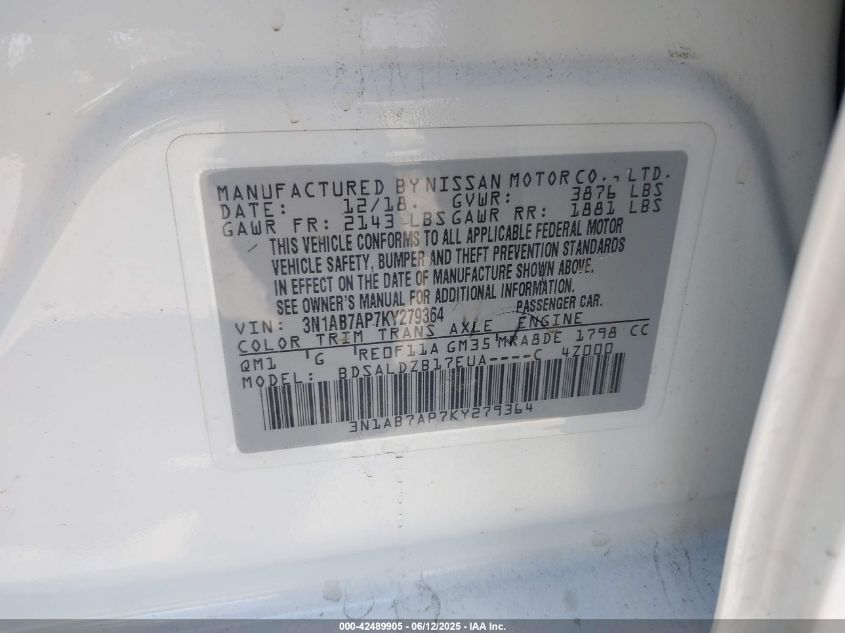 MANUFACTURED BY NISSAN MOTOR CO., LTD.
DATE: 12/18 GVWR: 3876 LBS
GAWR FR: 2143 LBS GAWR RR: 1881 LBS
THIS VEHICLE CONFORMS TO ALL APPLICABLE FEDERAL MOTOR
VEHICLE SAFETY, BUMPER AND THEFT PREVENTION STANDARDS
IN EFFECT ON THE DATE OF MANUFACTURE SHOWN ABOVE.
SEE OWNER'S MANUAL FOR ADDITIONAL INFORMATION.
VIN: 3N1AB7AP7KY279364 PASSENGER CAR.
COLOR TRIM TRANS AXLE ENGINE
QM1 G RE0F11A GM35 MRA8DE 1798 CC
MODEL: BDSALDZB17EUA----C 4Z000
3N1AB7AP7KY279364
000-42489905 - 06/12/2025 - IAA Inc.